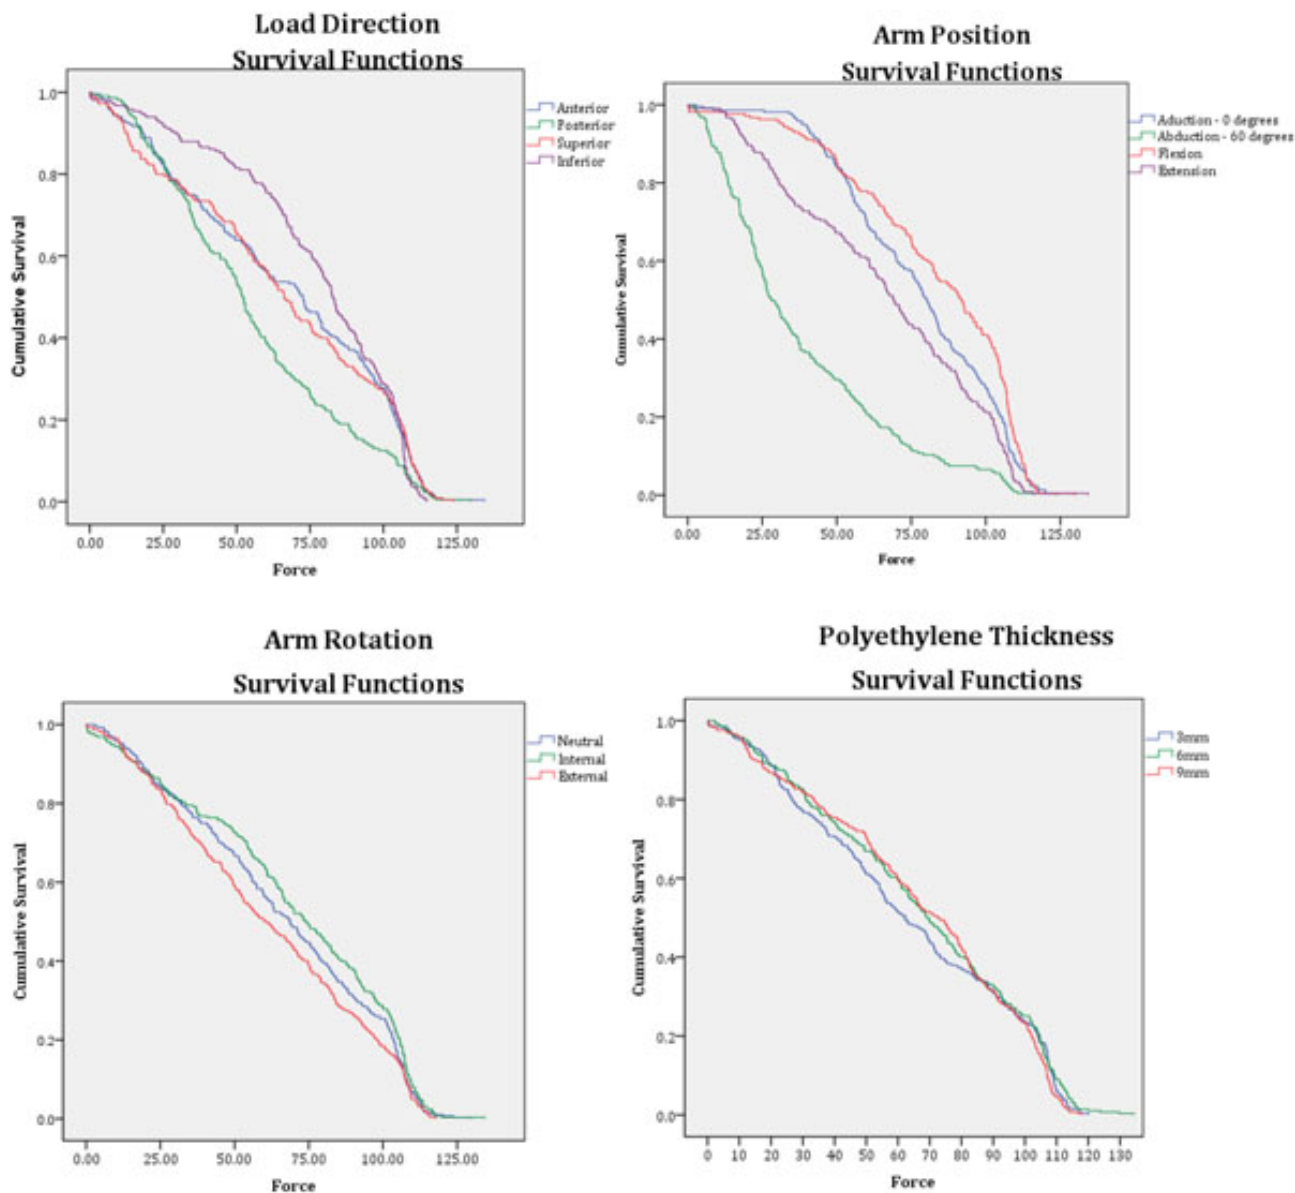 Load Direction
Survival Functions
Cumulative Survival
1.0
0.8
0.6
0.4
0.2
0.0
0.00 25.00 50.00 75.00 100.00 125.00
Force
Anterior
Posterior
Superior
Inferior
Arm Position
Survival Functions
Cumulative Survival
1.0
0.8
0.6
0.4
0.2
0.0
0.00 25.00 50.00 75.00 100.00 125.00
Force
Aduction - 0 degrees
Abduction - 60 degrees
Flexion
Extension
Arm Rotation
Survival Functions
Cumulative Survival
1.0
0.8
0.6
0.4
0.2
0.0
0.00 25.00 50.00 75.00 100.00 125.00
Force
Neutral
Internal
External
Polyethylene Thickness
Survival Functions
Cumulative Survival
1.0
0.8
0.6
0.4
0.2
0.0
0 10 20 30 40 50 60 70 80 90 100 110 120 130
Force
3mm
6mm
9mm